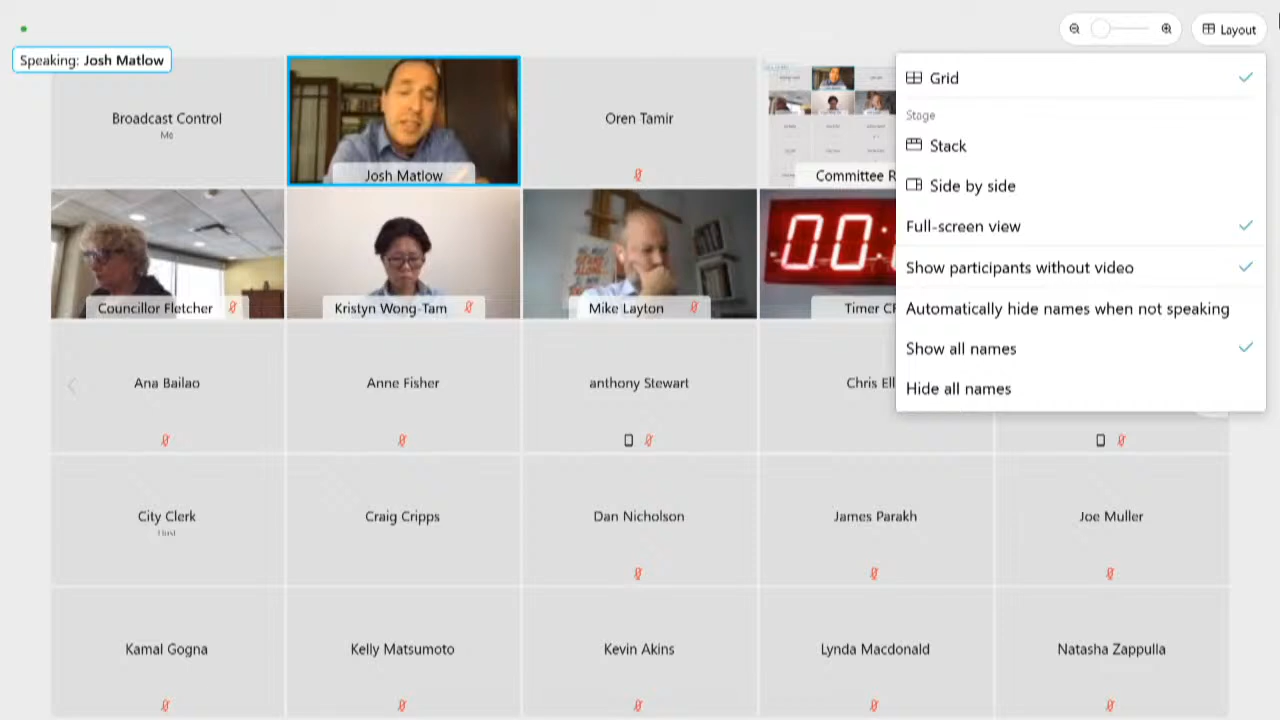 Layout
Speaking: Josh Matlow
Grid
Stage
Stack
Side by side
Full-screen view
Show participants without video
Automatically hide names when not speaking
Show all names
Hide all names
Broadcast Control
Me
Josh Matlow
Oren Tamir
Committee R
Councillor Fletcher
Kristyn Wong-Tam
Mike Layton
00:
Timer
Ana Bailao
Anne Fisher
anthony Stewart
Chris Ell
City Clerk
Host
Craig Cripps
Dan Nicholson
James Parakh
Joe Muller
Kamal Gogna
Kelly Matsumoto
Kevin Akins
Lynda Macdonald
Natasha Zappulla